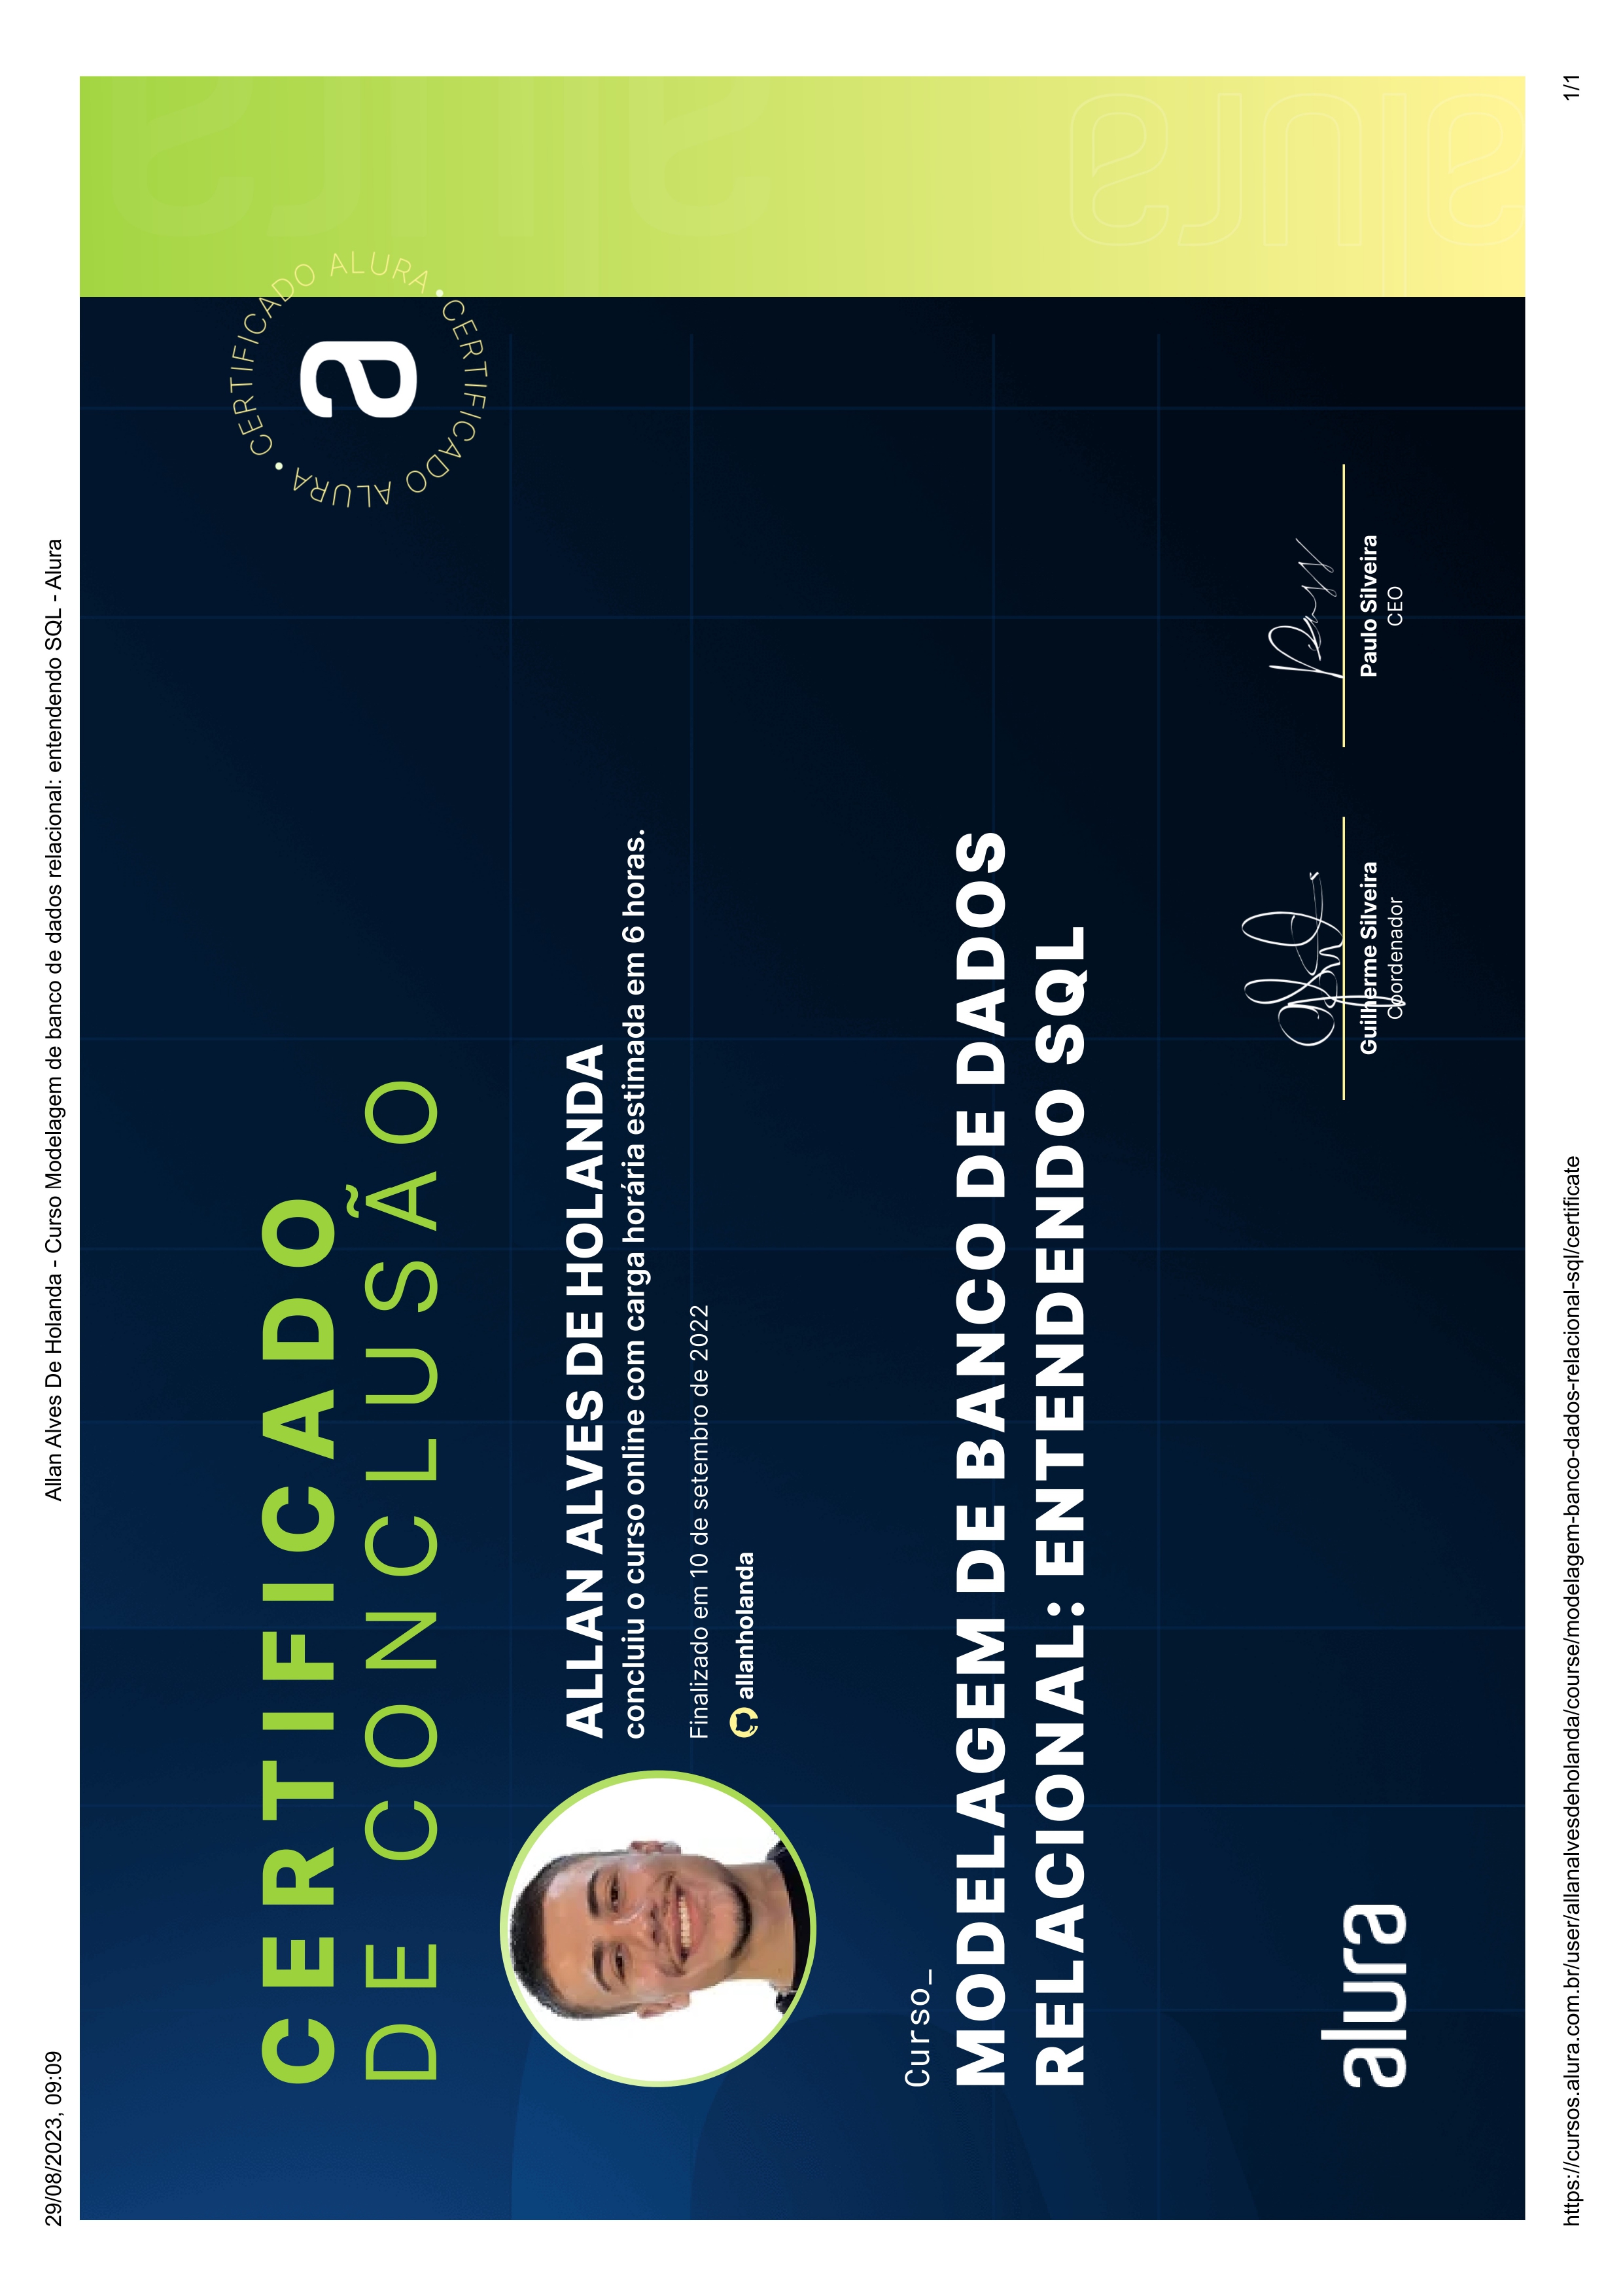 29/08/2023, 09:09
Allan Alves De Holanda - Curso Modelagem de banco de dados relacional: entendendo SQL - Alura
CERTIFICADO
DE CONCLUSÃO
CERTIFICADO ALURA • CERTIFICADO ALURA •
a
ALLAN ALVES DE HOLANDA
concluiu o curso online com carga horária estimada em 6 horas.
Finalizado em 10 de setembro de 2022
allanholanda
Curso_
MODELAGEM DE BANCO DE DADOS
RELACIONAL: ENTENDENDO SQL
alura
Guilherme Silveira
Coordenador
Paulo Silveira
CEO
alura
https://cursos.alura.com.br/user/allanalvesdeholanda/course/modelagem-banco-dados-relacional-sql/certificate
1/1